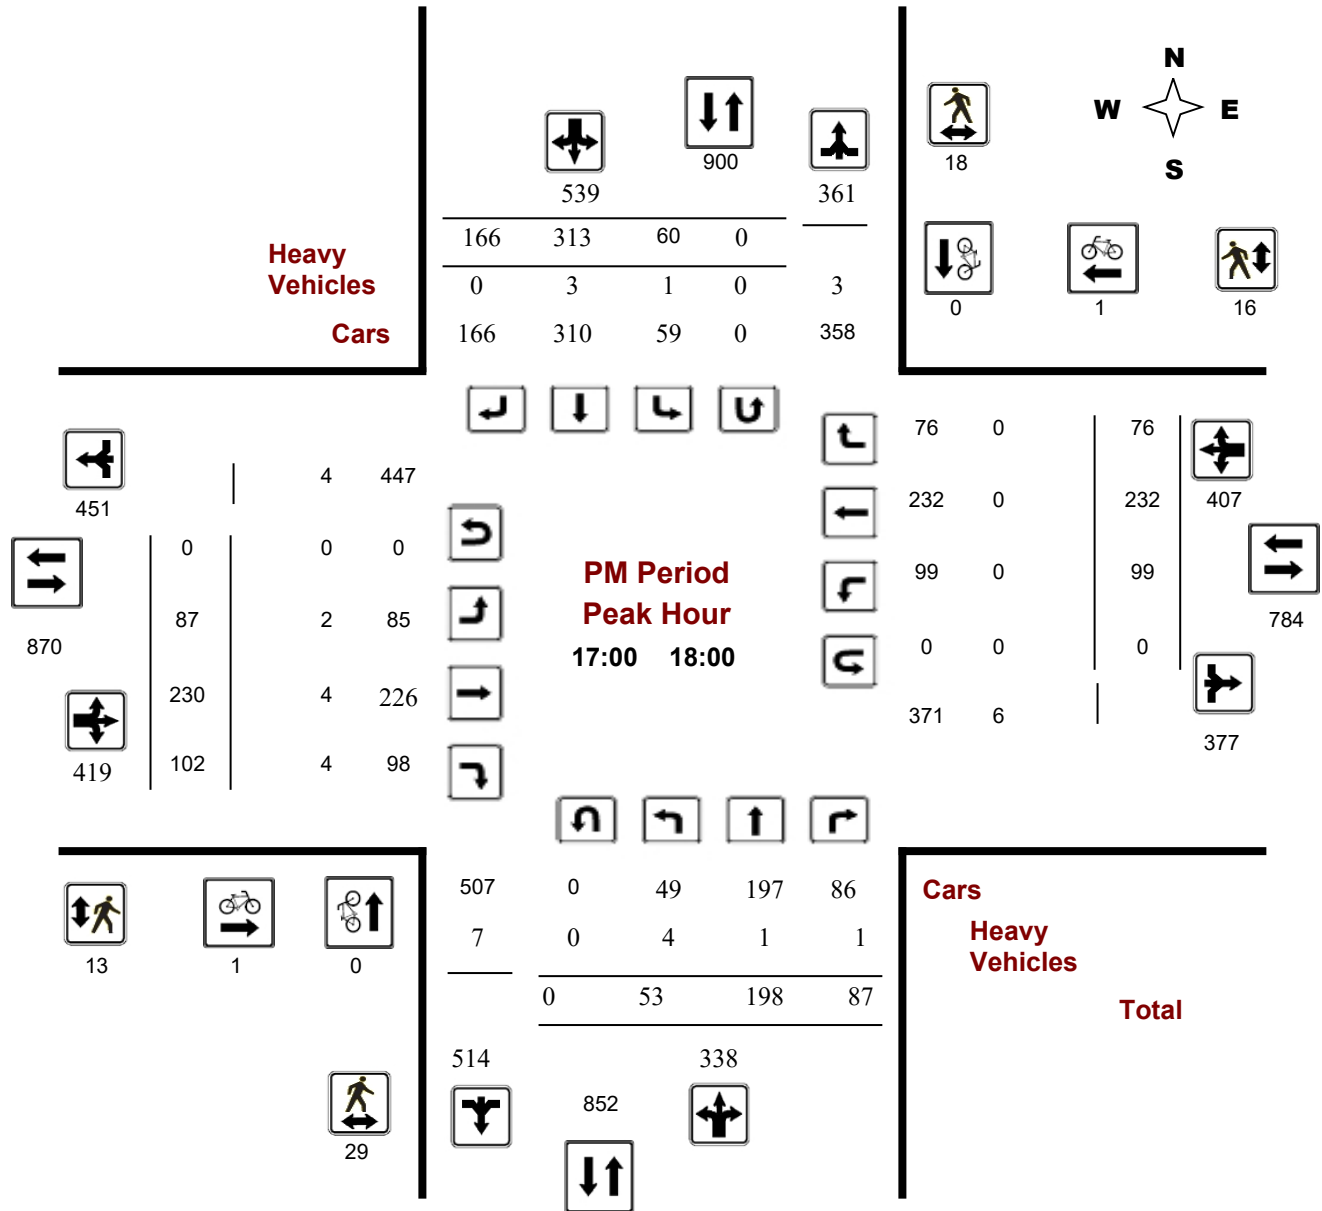 N
W E
S
900
18
539 361
166 313 60 0
Heavy
Vehicles
0 3 1 0 3
0 1 16
Cars
166 310 59 0 358
76 0 76
4 447
451
232 0 232 407
0 0 0
PM Period
99 0 99
Peak Hour
87 2 85
784
870
17:00 18:00
0 0 0
230 4 226
371 6
377
419 102 4 98
507 0 49 197 86
Cars
7 0 4 1 1
Heavy
Vehicles
13 1 0
0 53 198 87
Total
514 338
852
29